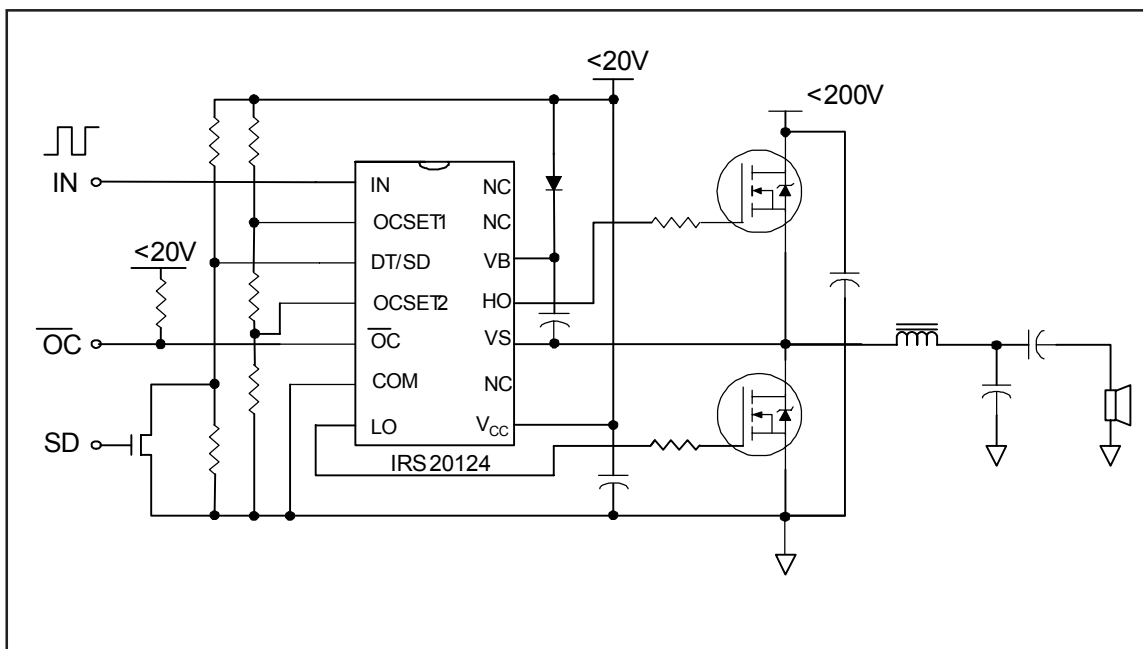 <20V
<200V
IN
IN
NC
OCSET1
NC
<20V
DT/SD
VB
OCSET2
HO
OC
OC
VS
COM
NC
SD
LO
VCC
IRS20124